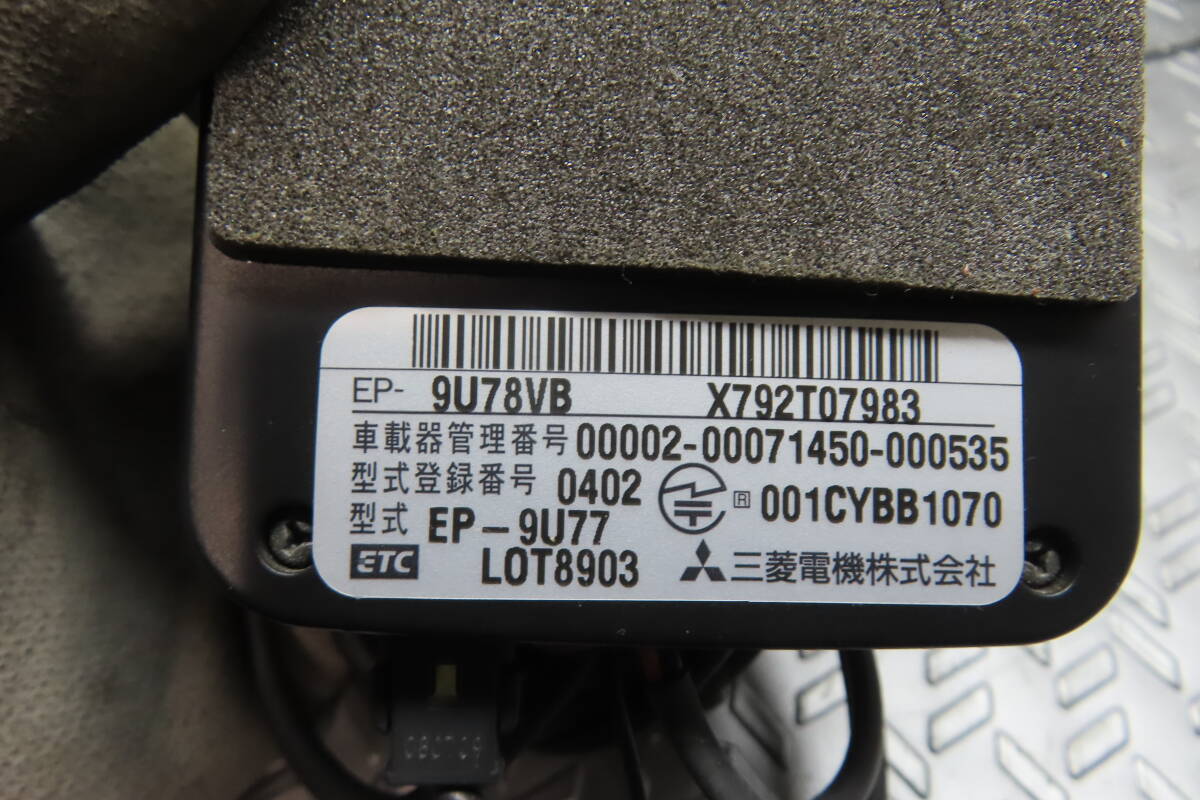 EP- 9U78VB X792T07983
車載器管理番号 00002-00071450-000535
型式登録番号 0402 R 001CYBB1070
型式 EP-9U77
ETC LOT8903 三菱電機株式会社